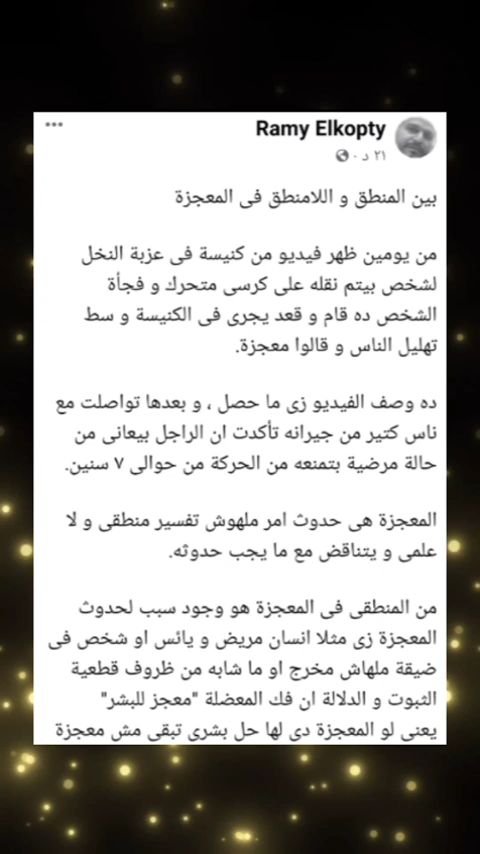 Ramy Elkopty
٢١ د ·
بين المنطق و اللامنطق فى المعجزة
من يومين ظهر فيديو من كنيسة فى عزبة النخل
لشخص بيتم نقله على كرسى متحرك و فجأة
الشخص ده قام و قعد يجرى فى الكنيسة و سط
تهليل الناس و قالوا معجزة.
ده وصف الفيديو زى ما حصل ، و بعدها تواصلت مع
ناس كتير من جيرانه تأكدت ان الراجل بيعانى من
حالة مرضية بتمنعه من الحركة من حوالى ٧ سنين.
المعجزة هى حدوث امر ملهوش تفسير منطقى و لا
علمى و يتناقض مع ما يجب حدوثه.
من المنطقى فى المعجزة هو وجود سبب لحدوث
المعجزة زى مثلا انسان مريض و يائس او شخص فى
ضيقة ملهاش مخرج او ما شابه من ظروف قطعية
الثبوت و الدلالة ان فك المعضلة "معجز للبشر"
يعنى لو المعجزة دى لها حل بشرى تبقى مش معجزة